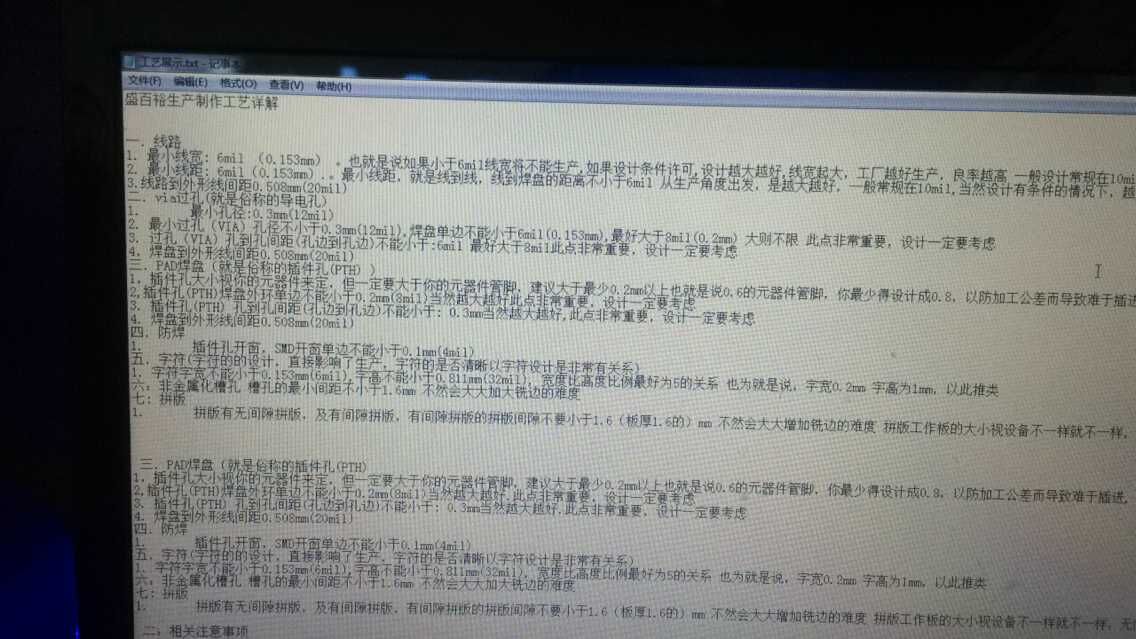 工艺展示.txt - 记事本
文件(F) 编辑(E) 格式(O) 查看(V) 帮助(H)
盛百裕生产制作工艺详解
一. 线路
1. 最小线宽: 6mil （0.153mm） 。也就是说如果小于6mil线宽将不能生产,如果设计条件许可,设计越大越好,线宽起大，工厂越好生产，良率越高 一般设计常规在10mi
2. 最小线距: 6mil（0.153mm）.。最小线距，就是线到线，线到焊盘的距离不小于6mil 从生产角度出发，是越大越好，一般常规在10mil,当然设计有条件的情况下，越
3.线路到外形线间距0.508mm(20mil)
二. via过孔(就是俗称的导电孔)
1. 最小孔径:0.3mm(12mil)
2. 最小过孔（VIA）孔径不小于0.3mm(12mil),焊盘单边不能小于6mil(0.153mm),最好大于8mil(0.2mm) 大则不限 此点非常重要，设计一定要考虑
3. 过孔（VIA）孔到孔间距(孔边到孔边)不能小于:6mil 最好大于8mil此点非常重要，设计一定要考虑
4. 焊盘到外形线间距0.508mm(20mil)
三. PAD焊盘（就是俗称的插件孔(PTH) )
1，插件孔大小视你的元器件来定，但一定要大于你的元器件管脚，建议大于最少0.2mm以上也就是说0.6的元器件管脚，你最少得设计成0.8，以防加工公差而导致难于插进
2,插件孔(PTH)焊盘外环单边不能小于0.2mm(8mil)当然越大越好此点非常重要，设计一定要考虑
3. 插件孔(PTH) 孔到孔间距(孔边到孔边)不能小于: 0.3mm当然越大越好,此点非常重要，设计一定要考虑
4. 焊盘到外形线间距0.508mm(20mil)
四. 防焊
1. 插件孔开窗，SMD开窗单边不能小于0.1mm(4mil)
五. 字符(字符的的设计，直接影响了生产，字符的是否清晰以字符设计是非常有关系)
1. 字符字宽不能小于0.153mm(6mil),字高不能小于0.811mm(32mil)，宽度比高度比例最好为5的关系 也为就是说，字宽0.2mm 字高为1mm，以此推类
六: 非金属化槽孔 槽孔的最小间距不小于1.6mm 不然会大大加大铣边的难度
七: 拼版
1. 拼版有无间隙拼版，及有间隙拼版，有间隙拼版的拼版间隙不要小于1.6（板厚1.6的）mm 不然会大大增加铣边的难度 拼版工作板的大小视设备不一样就不一样，
三. PAD焊盘（就是俗称的插件孔(PTH)
1，插件孔大小视你的元器件来定，但一定要大于你的元器件管脚，建议大于最少0.2mm以上也就是说0.6的元器件管脚，你最少得设计成0.8，以防加工公差而导致难于插进，
2,插件孔(PTH)焊盘外环单边不能小于0.2mm(8mil)当然越大越好,此点非常重要，设计一定要考虑
3. 插件孔(PTH) 孔到孔间距(孔边到孔边)不能小于: 0.3mm当然越大越好.此点非常重要，设计一定要考虑
4. 焊盘到外形线间距0.508mm(20mil)
四. 防焊
1. 插件孔开窗，SMD开窗单边不能小于0.1mm(4mil)
五. 字符(字符的的设计，直接影响了生产，字符的是否清晰以字符设计是非常有关系)
1. 字符字宽不能小于0.153mm(6mil),字高不能小于0.811mm(32mil)，宽度比高度比例最好为5的关系 也为就是说，字宽0.2mm 字高为1mm，以此推类
六: 非金属化槽孔 槽孔的最小间距不小于1.6mm 不然会大大加大铣边的难度
七: 拼版
1. 拼版有无间隙拼版，及有间隙拼版，有间隙拼版的拼版间隙不要小于1.6（板厚1.6的）mm 不然会大大增加铣边的难度 拼版工作板的大小视设备不一样就不一样，无
二: 相关注意事项